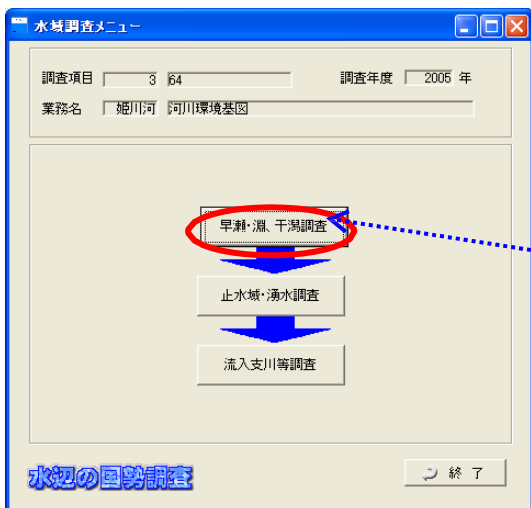 水域調査メニュー
調査項目 3 64 調査年度 2005 年
業務名 姫川河 河川環境基図
早瀬・淵、干潟調査
止水域・湧水調査
流入支川等調査
水辺の国勢調査 終 了